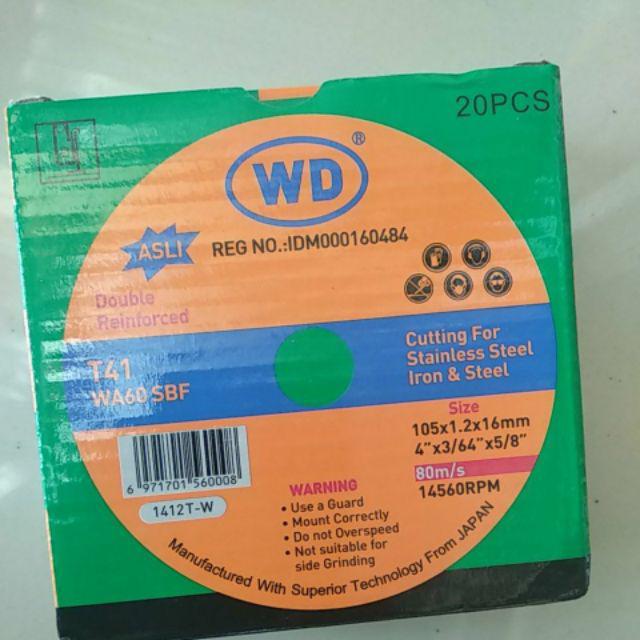 20PCS
WD®
ASLI
REG NO.:IDM000160484
Double
Reinforced
T41
WA60 SBF
Cutting For
Stainless Steel
Iron & Steel
Size
105x1.2x16mm
4”x3/64”x5/8”
80m/s
14560RPM
6 971701 560008
1412T-W
WARNING
• Use a Guard
• Mount Correctly
• Do not Overspeed
• Not suitable for
side Grinding
Manufactured With Superior Technology From JAPAN